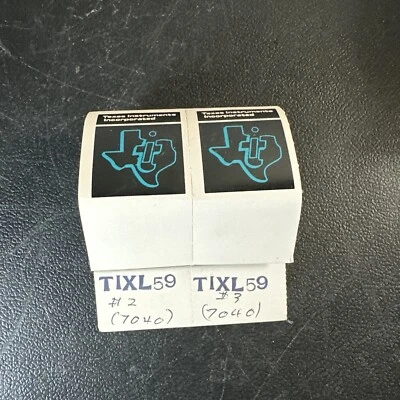 Texas Instruments
Incorporated
Texas Instruments
Incorporated
TIXL59
#2
(7040)
TIXL59
#3
(7040)